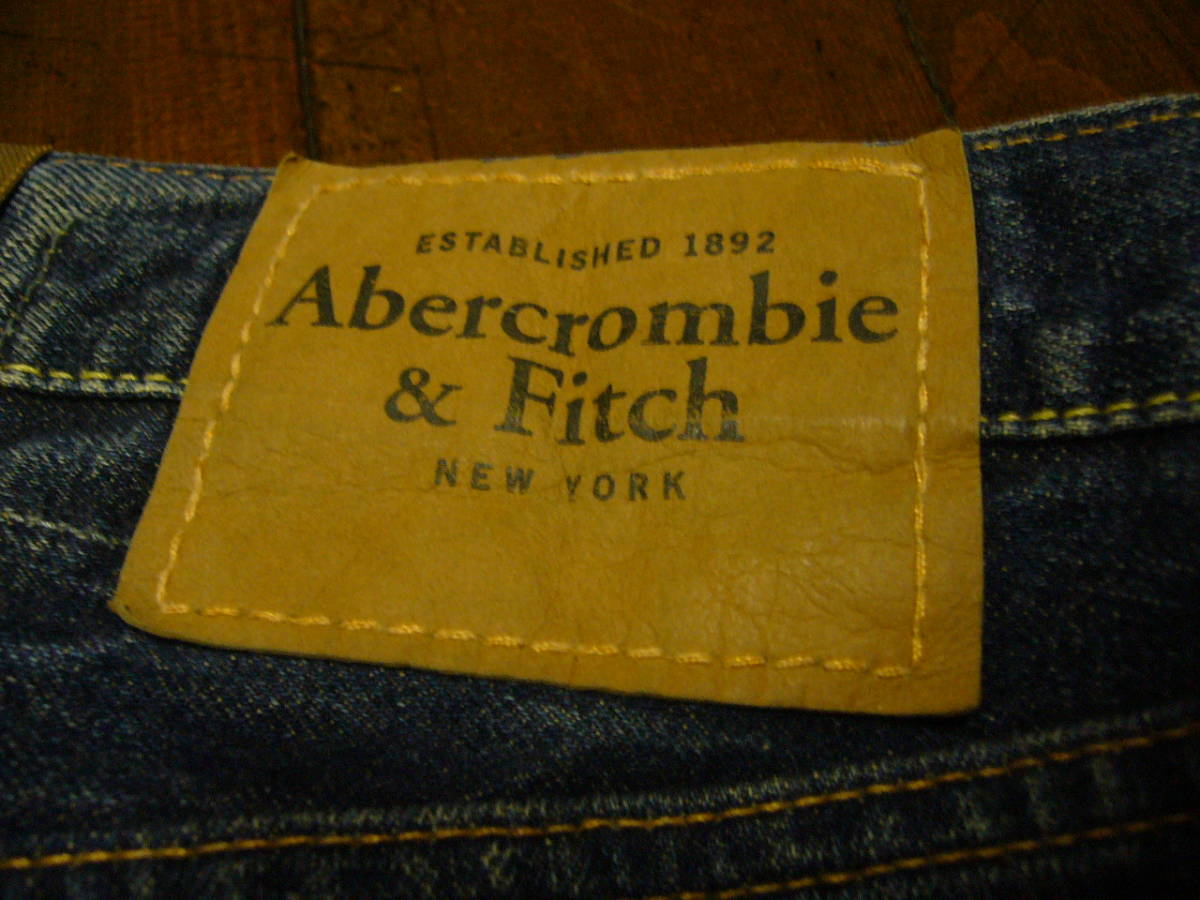 ESTABLISHED 1892
Abercrombie
& Fitch
NEW YORK